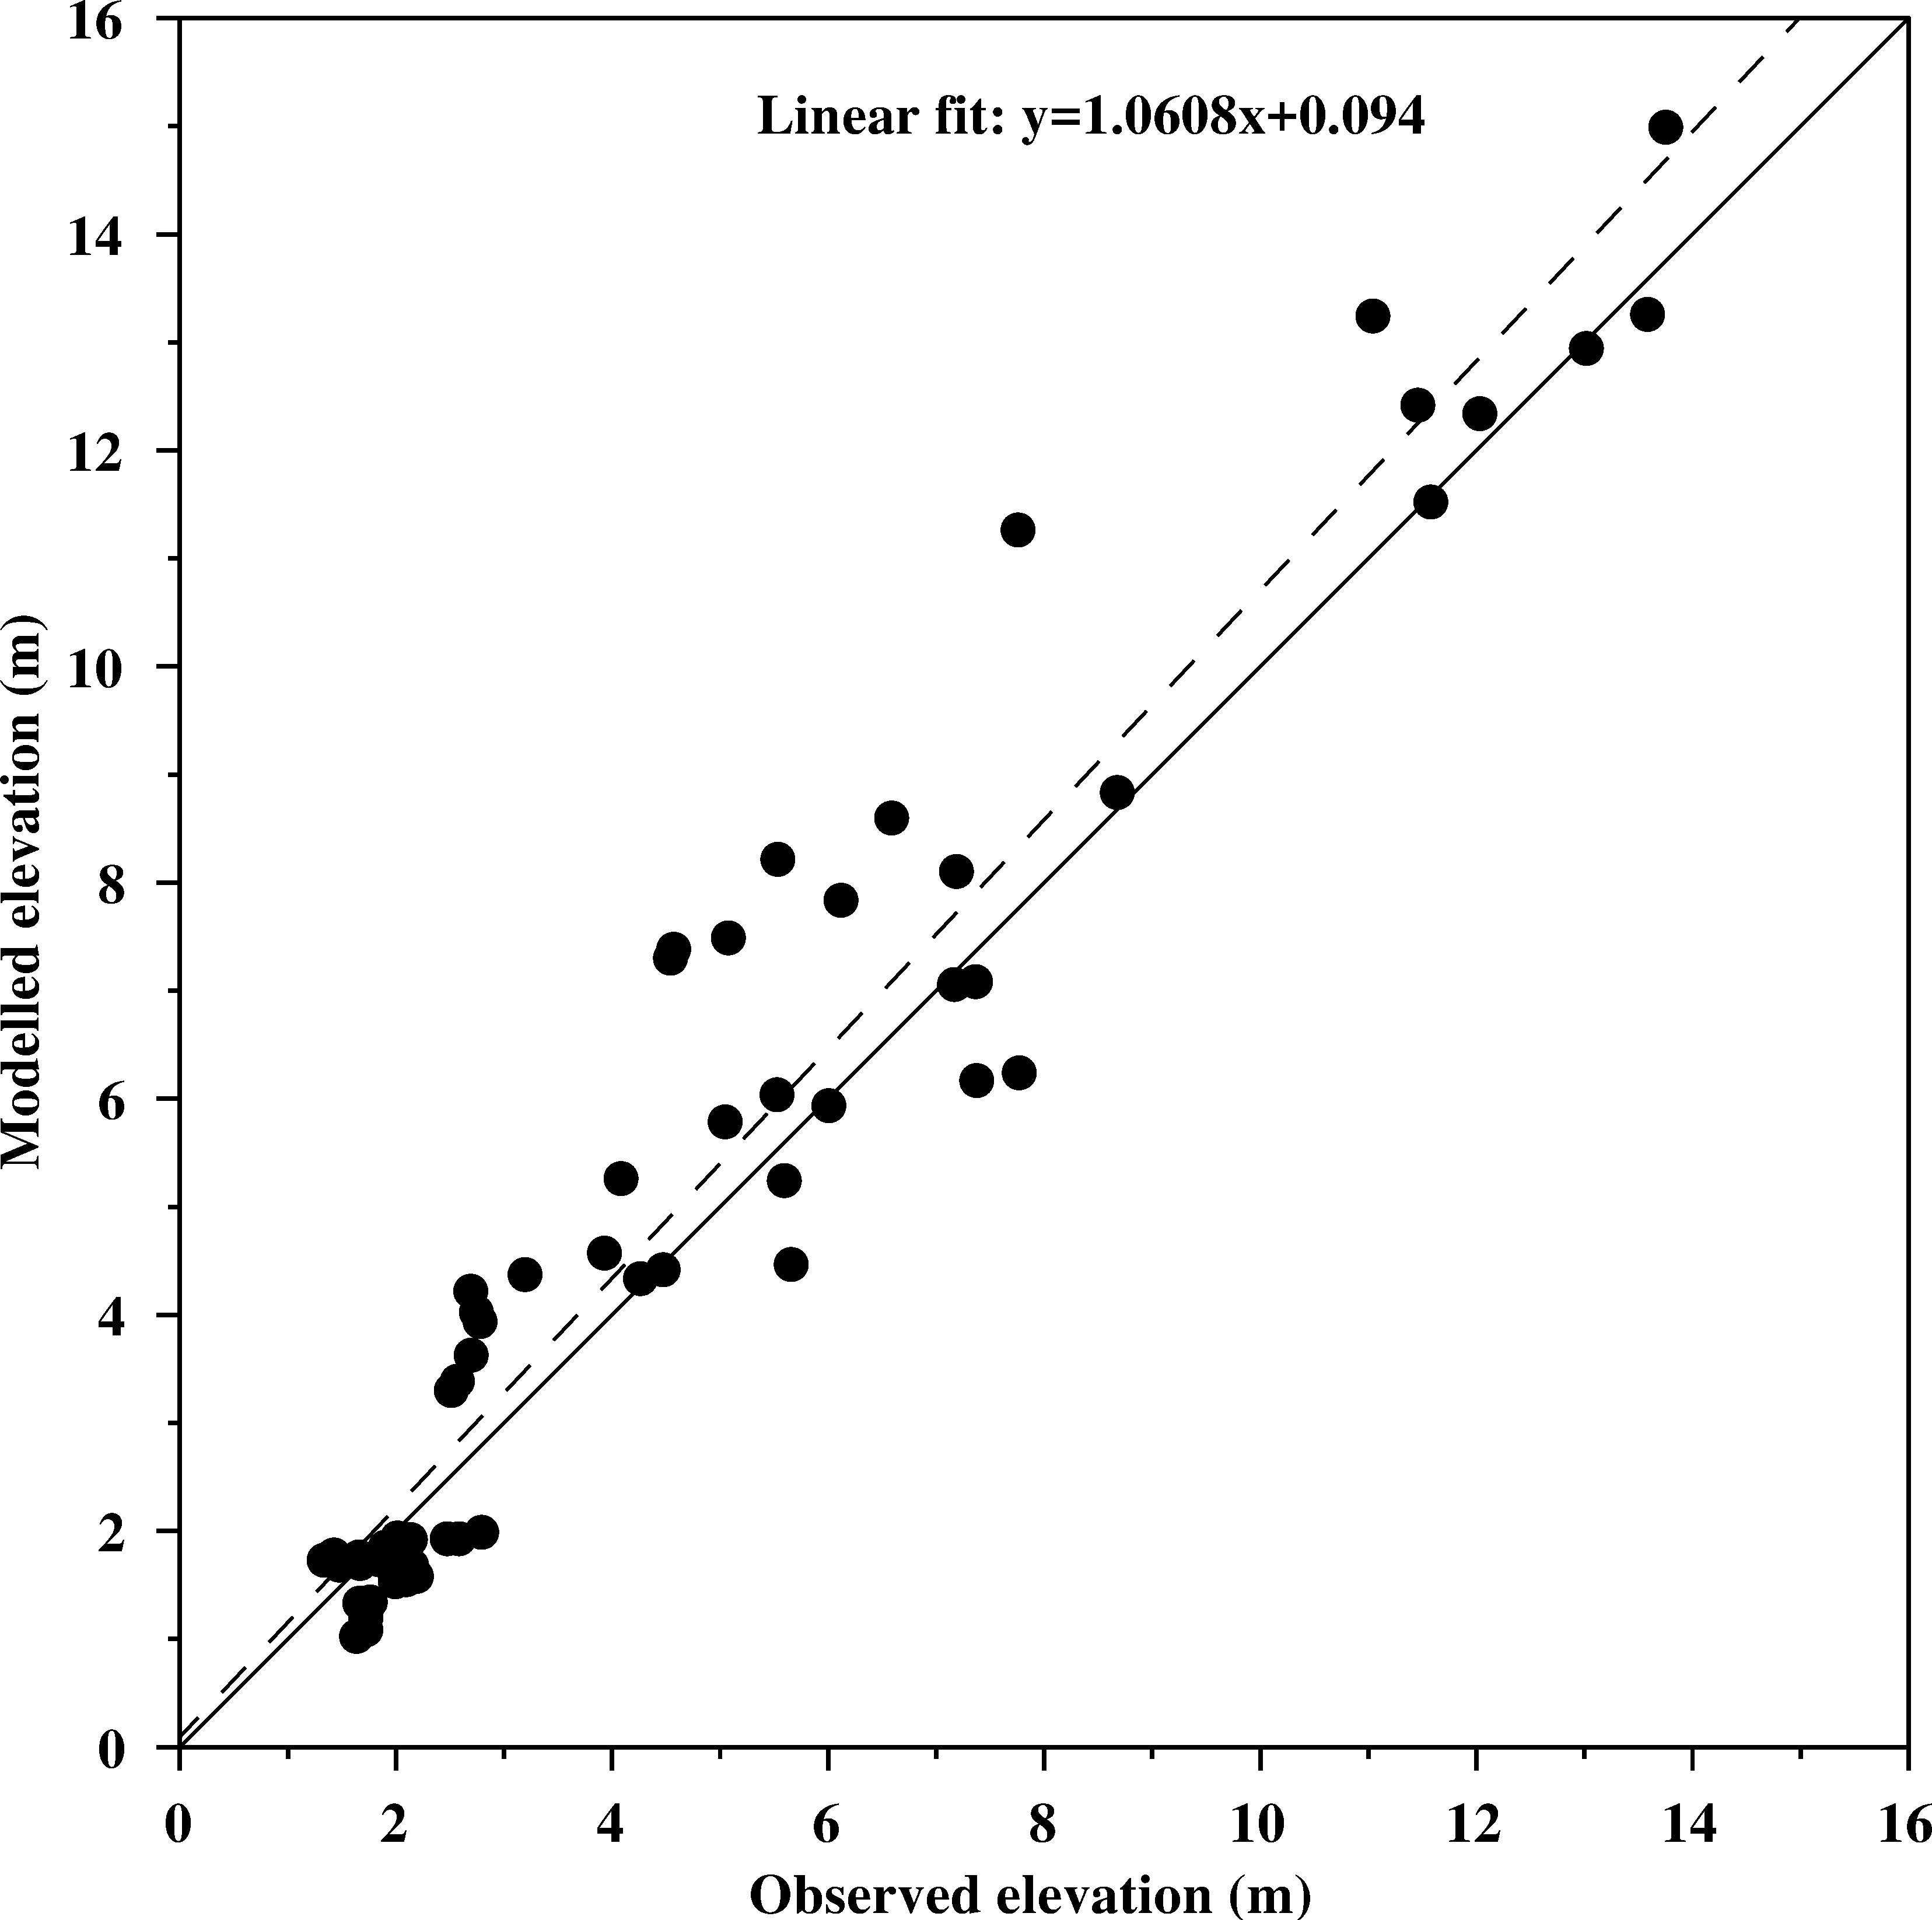 16
Linear fit: y=1.0608x+0.094
14
12
10
8
6
4
2
0
Modelled elevation (m)
0 2 4 6 8 10 12 14 16
Observed elevation (m)